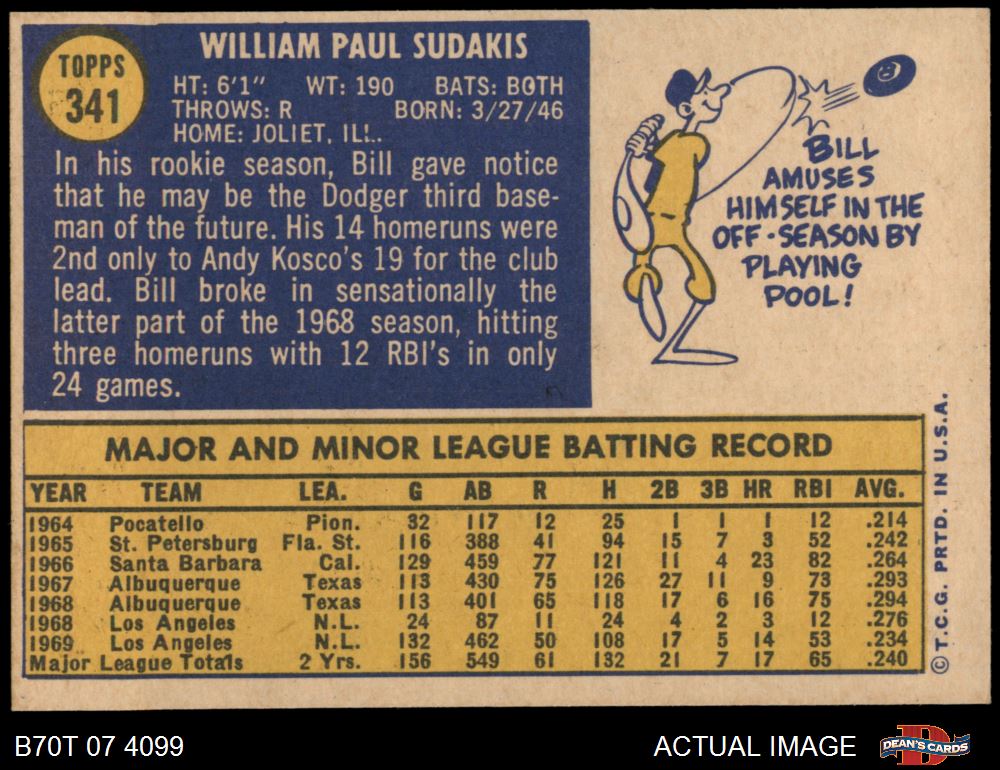 TOPPS
341
WILLIAM PAUL SUDAKIS
HT: 6'1" WT: 190 BATS: BOTH
THROWS: R BORN: 3/27/46
HOME: JOLIET, ILL.
In his rookie season, Bill gave notice
that he may be the Dodger third base-
man of the future. His 14 homeruns were
2nd only to Andy Kosco's 19 for the club
lead. Bill broke in sensationally the
latter part of the 1968 season, hitting
three homeruns with 12 RBI's in only
24 games.
BILL
AMUSES
HIMSELF IN THE
OFF-SEASON BY
PLAYING
POOL!
MAJOR AND MINOR LEAGUE BATTING RECORD
YEAR TEAM LEA. G AB R H 2B 3B HR RBI AVG.
1964 Pocatello Pion. 32 117 12 25 1 1 1 12 .214
1965 St. Petersburg Fla. St. 116 388 41 94 15 7 3 52 .242
1966 Santa Barbara Cal. 129 459 77 121 11 4 23 82 .264
1967 Albuquerque Texas 113 430 75 126 27 11 9 73 .293
1968 Albuquerque Texas 113 401 65 118 17 6 16 75 .294
1968 Los Angeles N.L. 24 87 11 24 4 2 3 12 .276
1969 Los Angeles N.L. 132 462 50 108 17 5 14 53 .234
Major League Totals 2 Yrs. 156 549 61 132 21 7 17 65 .240
© T.C.G. PRTD. IN U.S.A.
B70T 07 4099
ACTUAL IMAGE
DEAN'S CARDS